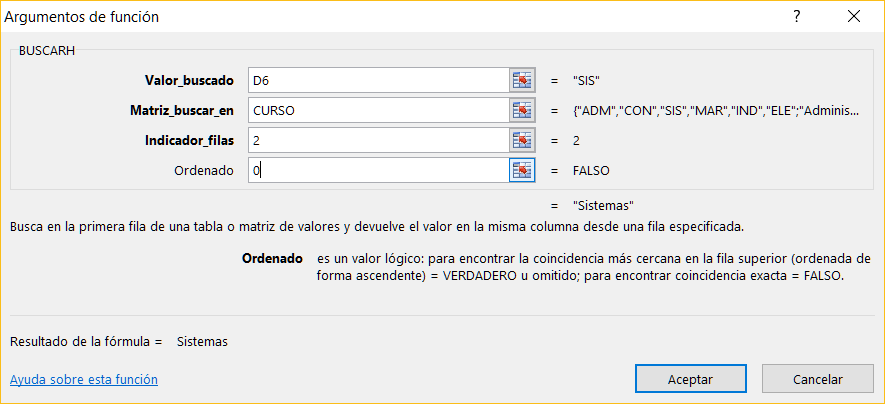 Argumentos de función ?
BUSCARH
Valor_buscado D6 = "SIS"
Matriz_buscar_en CURSO = {"ADM","CON","SIS","MAR","IND","ELE";"Adminis...
Indicador_filas 2 = 2
Ordenado 0 = FALSO
= "Sistemas"
Busca en la primera fila de una tabla o matriz de valores y devuelve el valor en la misma columna desde una fila especificada.
Ordenado es un valor lógico: para encontrar la coincidencia más cercana en la fila superior (ordenada de
forma ascendente) = VERDADERO u omitido; para encontrar coincidencia exacta = FALSO.
Resultado de la fórmula = Sistemas
Ayuda sobre esta función Aceptar Cancelar